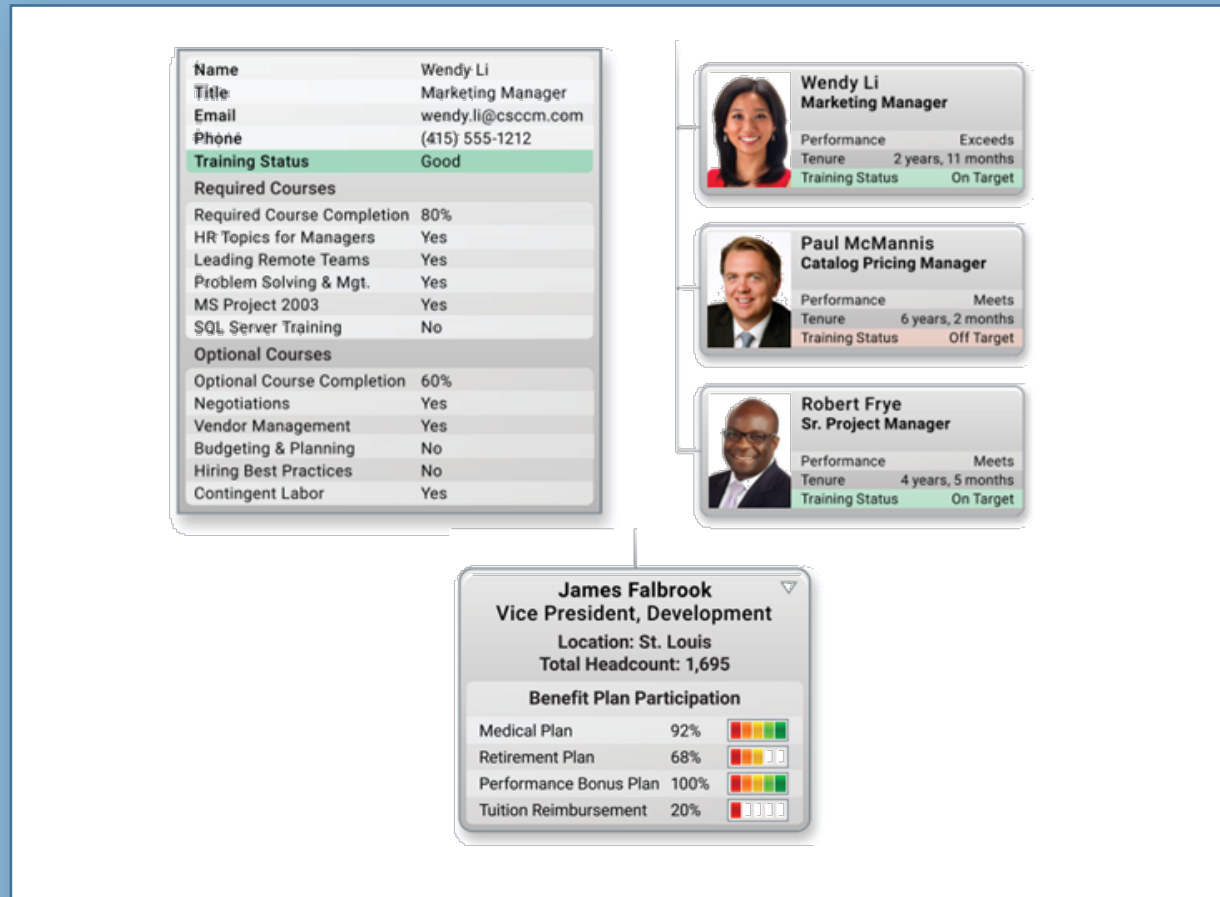 Name Wendy Li
Title Marketing Manager
Email wendy.li@csccm.com
Phone (415) 555-1212
Training Status Good
Required Courses
Required Course Completion 80%
HR Topics for Managers Yes
Leading Remote Teams Yes
Problem Solving & Mgt. Yes
MS Project 2003 Yes
SQL Server Training No
Optional Courses
Optional Course Completion 60%
Negotiations Yes
Vendor Management Yes
Budgeting & Planning No
Hiring Best Practices No
Contingent Labor Yes
Wendy Li
Marketing Manager
Performance Exceeds
Tenure 2 years, 11 months
Training Status On Target
Paul McMannis
Catalog Pricing Manager
Performance Meets
Tenure 6 years, 2 months
Training Status Off Target
Robert Frye
Sr. Project Manager
Performance Meets
Tenure 4 years, 5 months
Training Status On Target
James Falbrook
Vice President, Development
Location: St. Louis
Total Headcount: 1,695
Benefit Plan Participation
Medical Plan 92%
Retirement Plan 68%
Performance Bonus Plan 100%
Tuition Reimbursement 20%